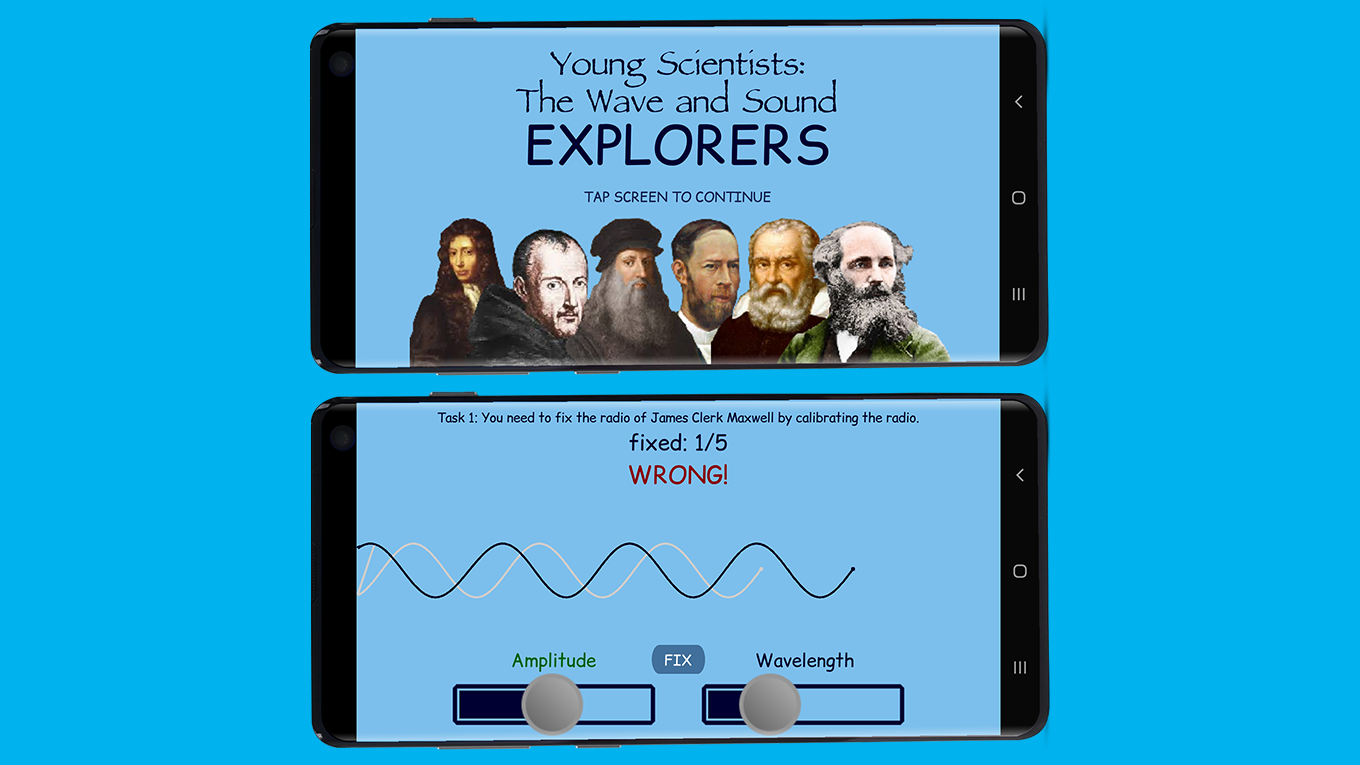 Young Scientists:
The Wave and Sound
EXPLORERS
TAP SCREEN TO CONTINUE
Task 1: You need to fix the radio of James Clerk Maxwell by calibrating the radio.
fixed: 1/5
WRONG!
Amplitude
FIX
Wavelength